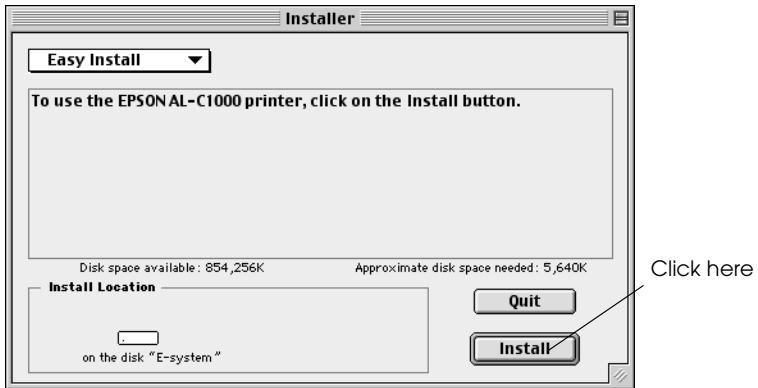 Installer
Easy Install
To use the EPSON AL-C1000 printer, click on the Install button.
Disk space available: 854,256K
Approximate disk space needed: 5,640K
Click here
Install Location
Quit
on the disk "E-system"
Install